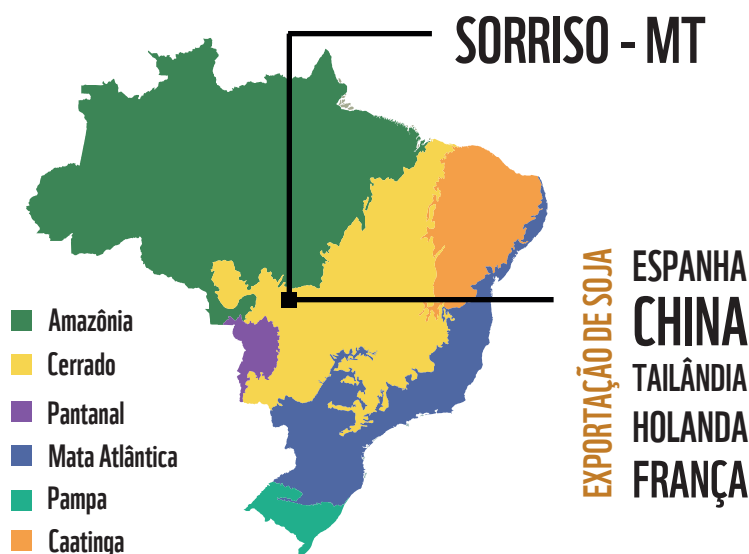 SORRISO - MT
Amazônia
Cerrado
Pantanal
Mata Atlântica
Pampa
Caatinga
EXPORTAÇÃO DE SOJA
ESPANHA
CHINA
TAILÂNDIA
HOLANDA
FRANÇA